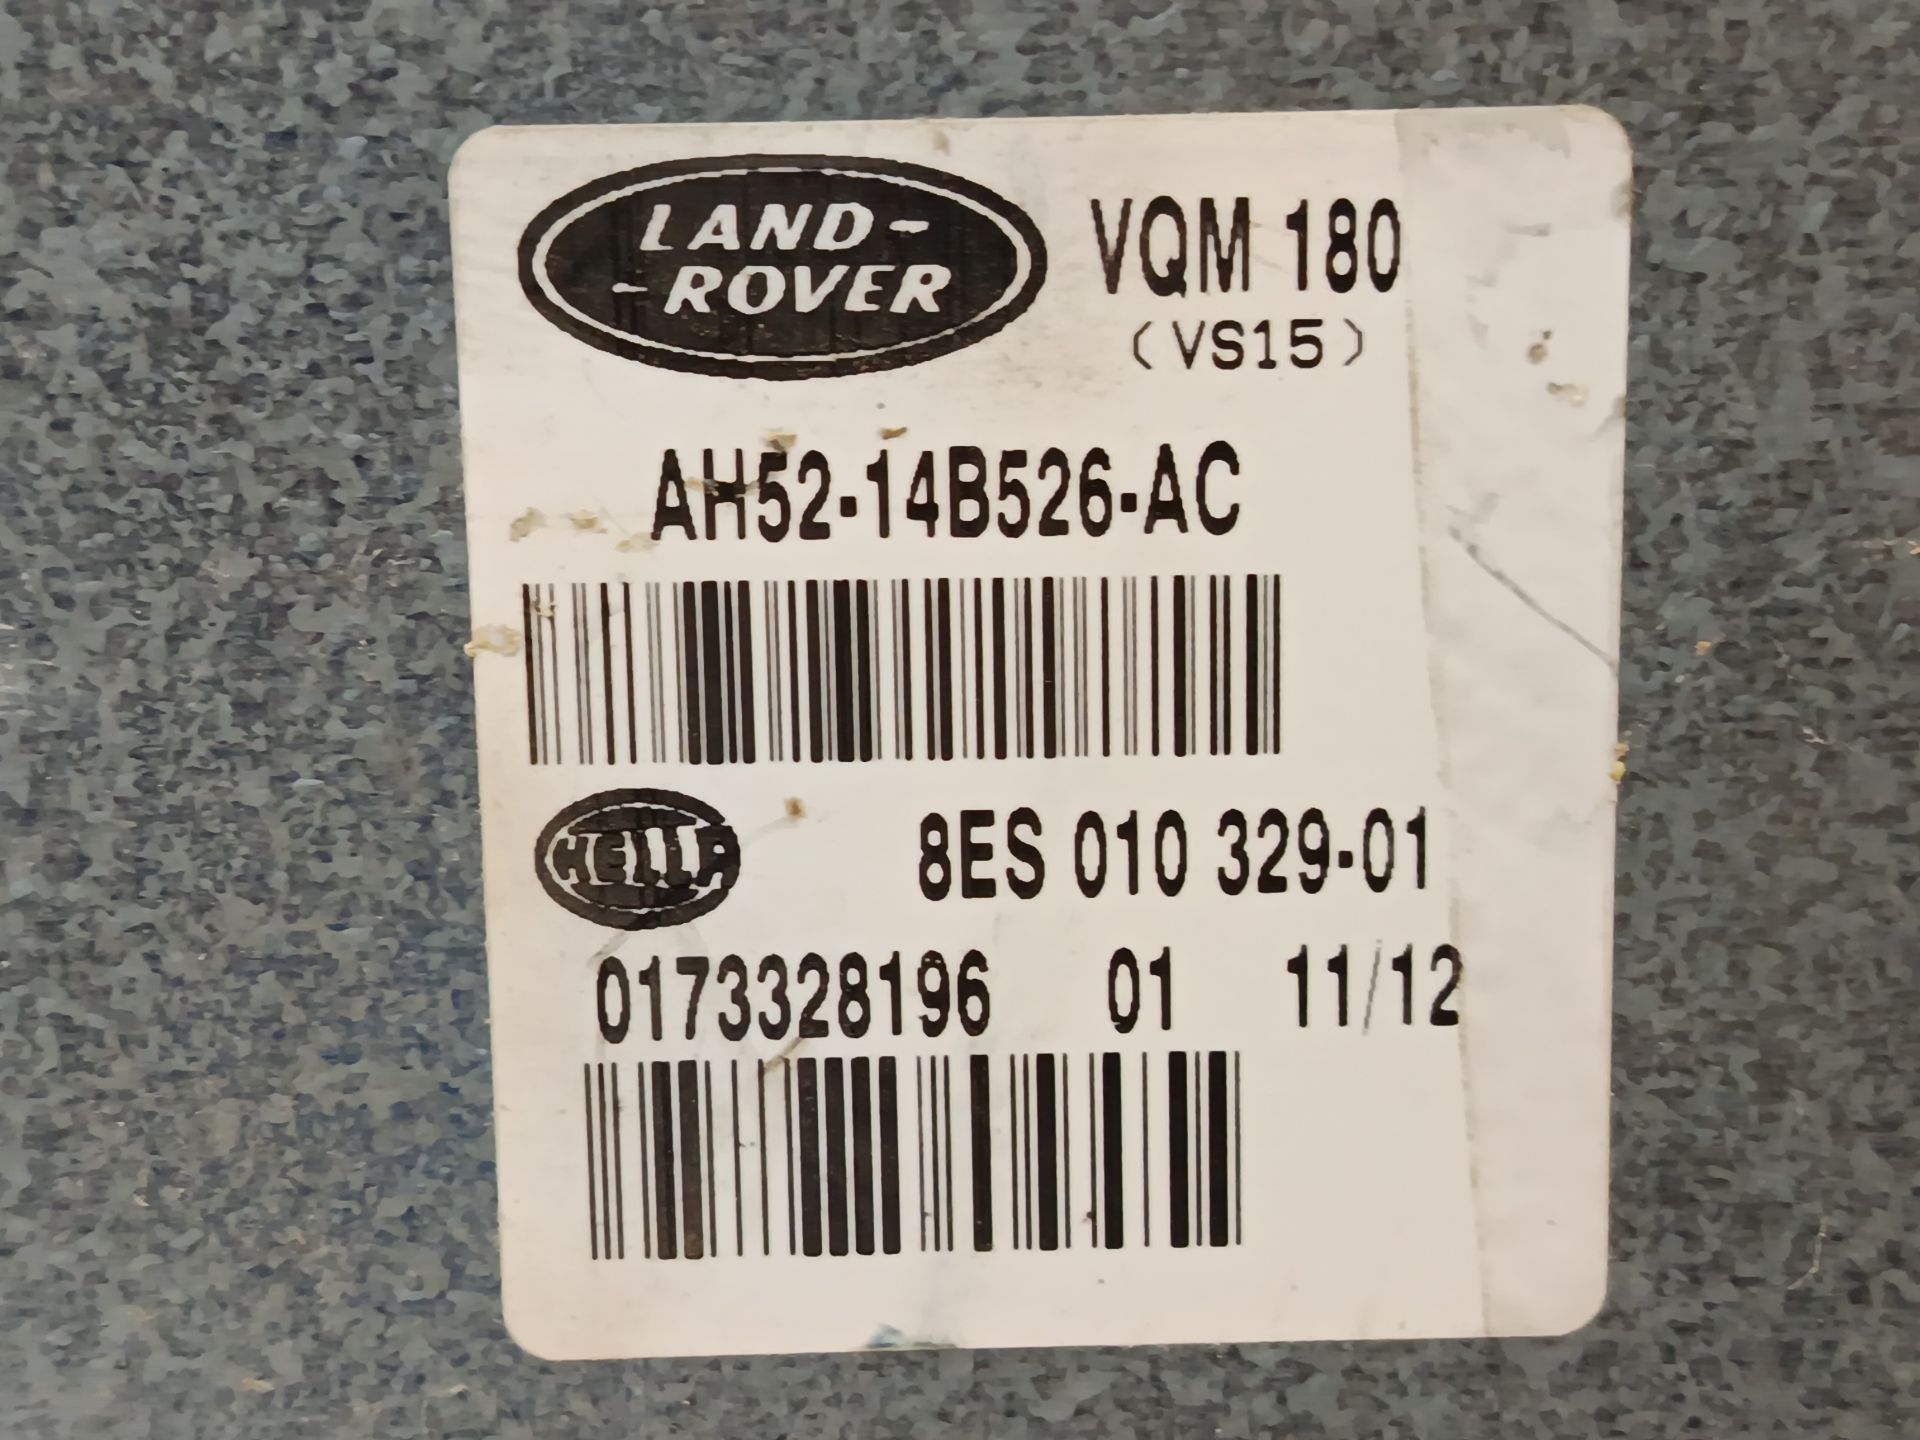 LAND-
-ROVER
VQM 180
(VS15)
AH52-14B526-AC
HELLA
8ES 010 329-01
0173328196 01 11/12